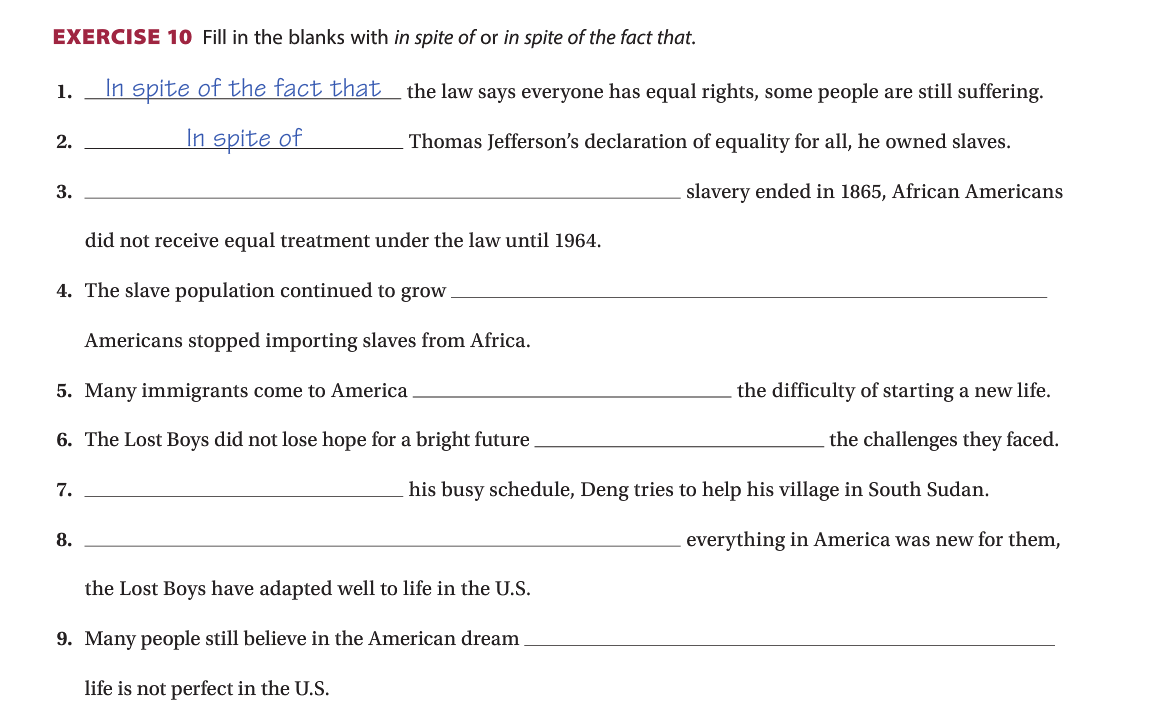 EXERCISE 10 Fill in the blanks with in spite of or in spite of the fact that.
1. In spite of the fact that the law says everyone has equal rights, some people are still suffering.
2. In spite of Thomas Jefferson’s declaration of equality for all, he owned slaves.
3. slavery ended in 1865, African Americans
did not receive equal treatment under the law until 1964.
4. The slave population continued to grow
Americans stopped importing slaves from Africa.
5. Many immigrants come to America the difficulty of starting a new life.
6. The Lost Boys did not lose hope for a bright future the challenges they faced.
7. his busy schedule, Deng tries to help his village in South Sudan.
8. everything in America was new for them,
the Lost Boys have adapted well to life in the U.S.
9. Many people still believe in the American dream
life is not perfect in the U.S.